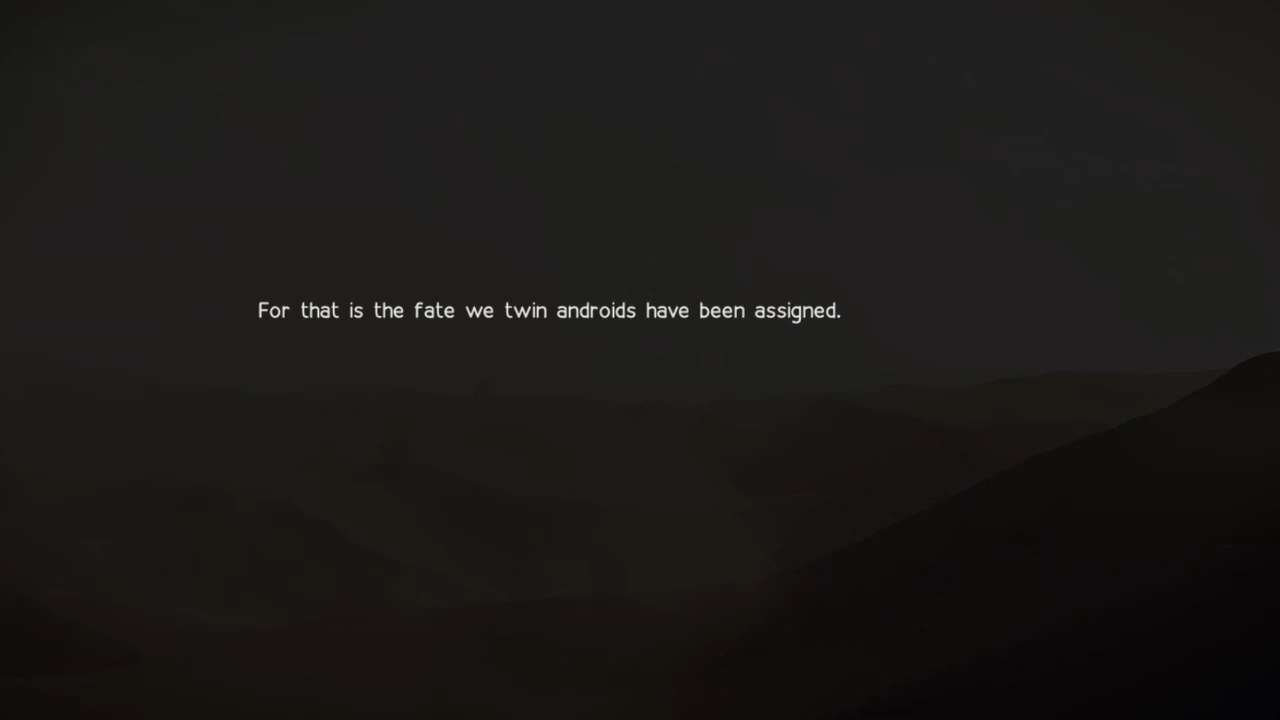 For that is the fate we twin androids have been assigned.